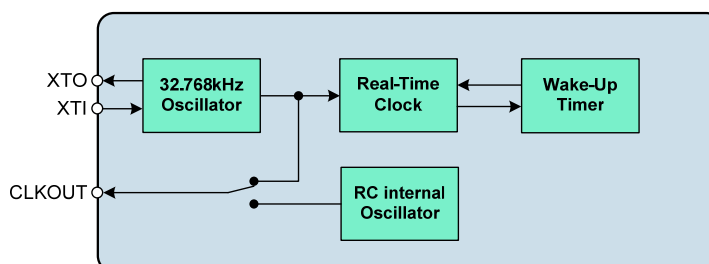 XTO
XTI
CLKOUT
32.768kHz
Oscillator
Real-Time
Clock
Wake-Up
Timer
RC internal
Oscillator